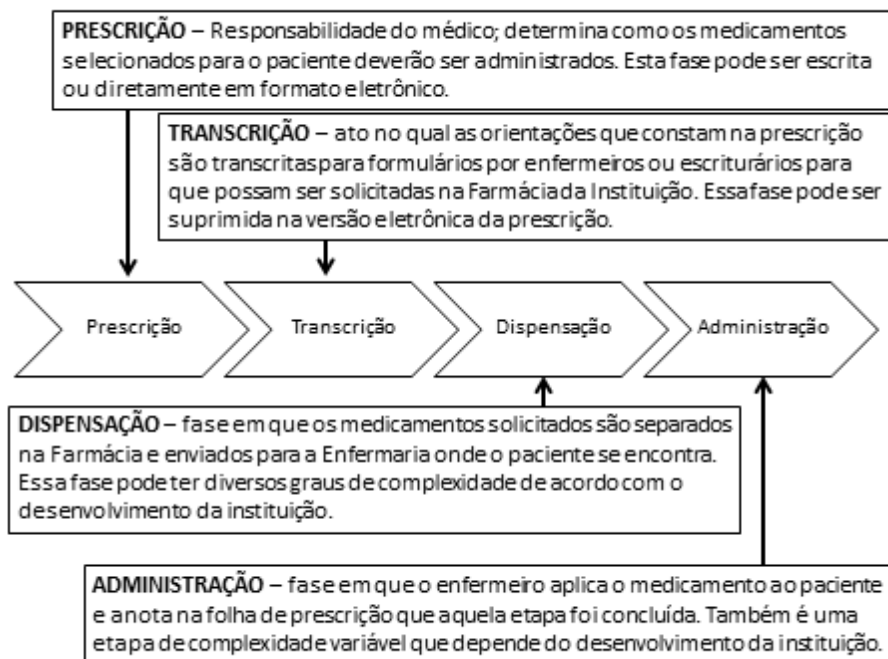 PRESCRIÇÃO – Responsabilidade do médico; determina como os medicamentos
selecionados para o paciente deverão ser administrados. Esta fase pode ser escrita
ou diretamente em formato eletrônico.
TRANSCRIÇÃO – ato no qual as orientações que constam na prescrição
são transcritas para formulários por enfermeiros ou escriturários para
que possam ser solicitadas na Farmácia da Instituição. Essa fase pode ser
suprimida na versão eletrônica da prescrição.
Prescrição
Transcrição
Dispensação
Administração
DISPENSAÇÃO – fase em que os medicamentos solicitados são separados
na Farmácia e enviados para a Enfermaria onde o paciente se encontra.
Essa fase pode ter diversos graus de complexidade de acordo com o
desenvolvimento da instituição.
ADMINISTRAÇÃO – fase em que o enfermeiro aplica o medicamento ao paciente
e anota na folha de prescrição que aquela etapa foi concluída. Também é uma
etapa de complexidade variável que depende do desenvolvimento da instituição.